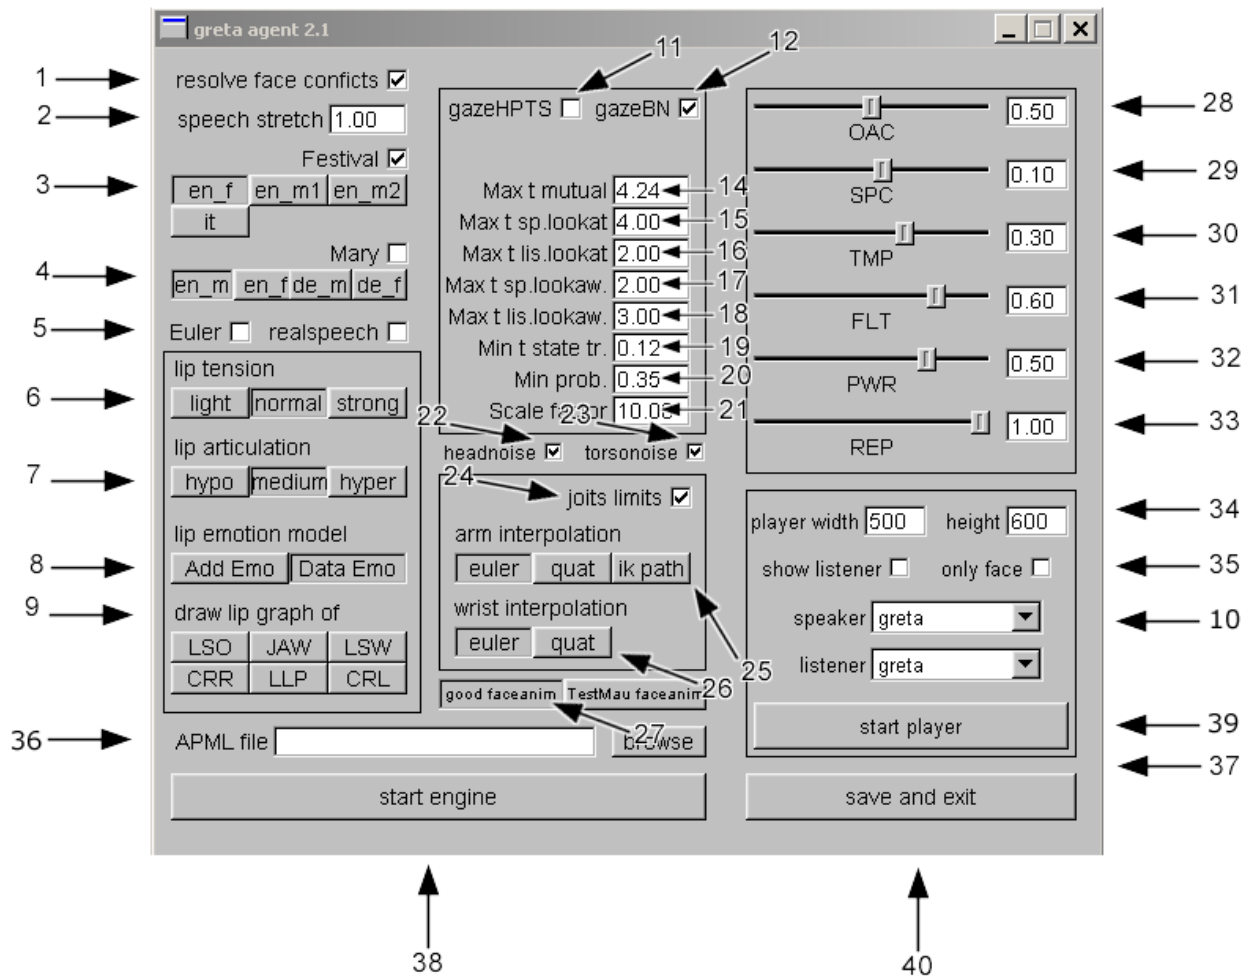 greta agent 2.1
11
12
1 resolve face conficts
2 speech stretch 1.00
Festival
3 en_f en_m1 en_m2
it
Mary
4 en_m en_f de_m de_f
5 Euler realspeech
lip tension
6 light normal strong
lip articulation
7 hypo medium hyper
lip emotion model
8 Add Emo Data Emo
9 draw lip graph of
LSO JAW LSW
CRR LLP CRL
gazeHPTS gazeBN
Max t mutual 4.24 14
Max t sp.lookat 4.00 15
Max t lis.lookat 2.00 16
Max t sp.lookaw. 2.00 17
Max t lis.lookaw. 3.00 18
Min t state tr. 0.12 19
Min prob. 0.35 20
Scale factor 10.00 21
22 23
headnoise torsonoise
24
joits limits
arm interpolation
euler quat ik path
wrist interpolation
euler quat
25
26
good faceanim TestMau faceanim
27
36 APML file browse
start engine
38
0.50 28
OAC
0.10 29
SPC
0.30 30
TMP
0.60 31
FLT
0.50 32
PWR
1.00 33
REP
player width 500 height 600 34
show listener only face 35
speaker greta 10
listener greta
start player 39
37
save and exit
40